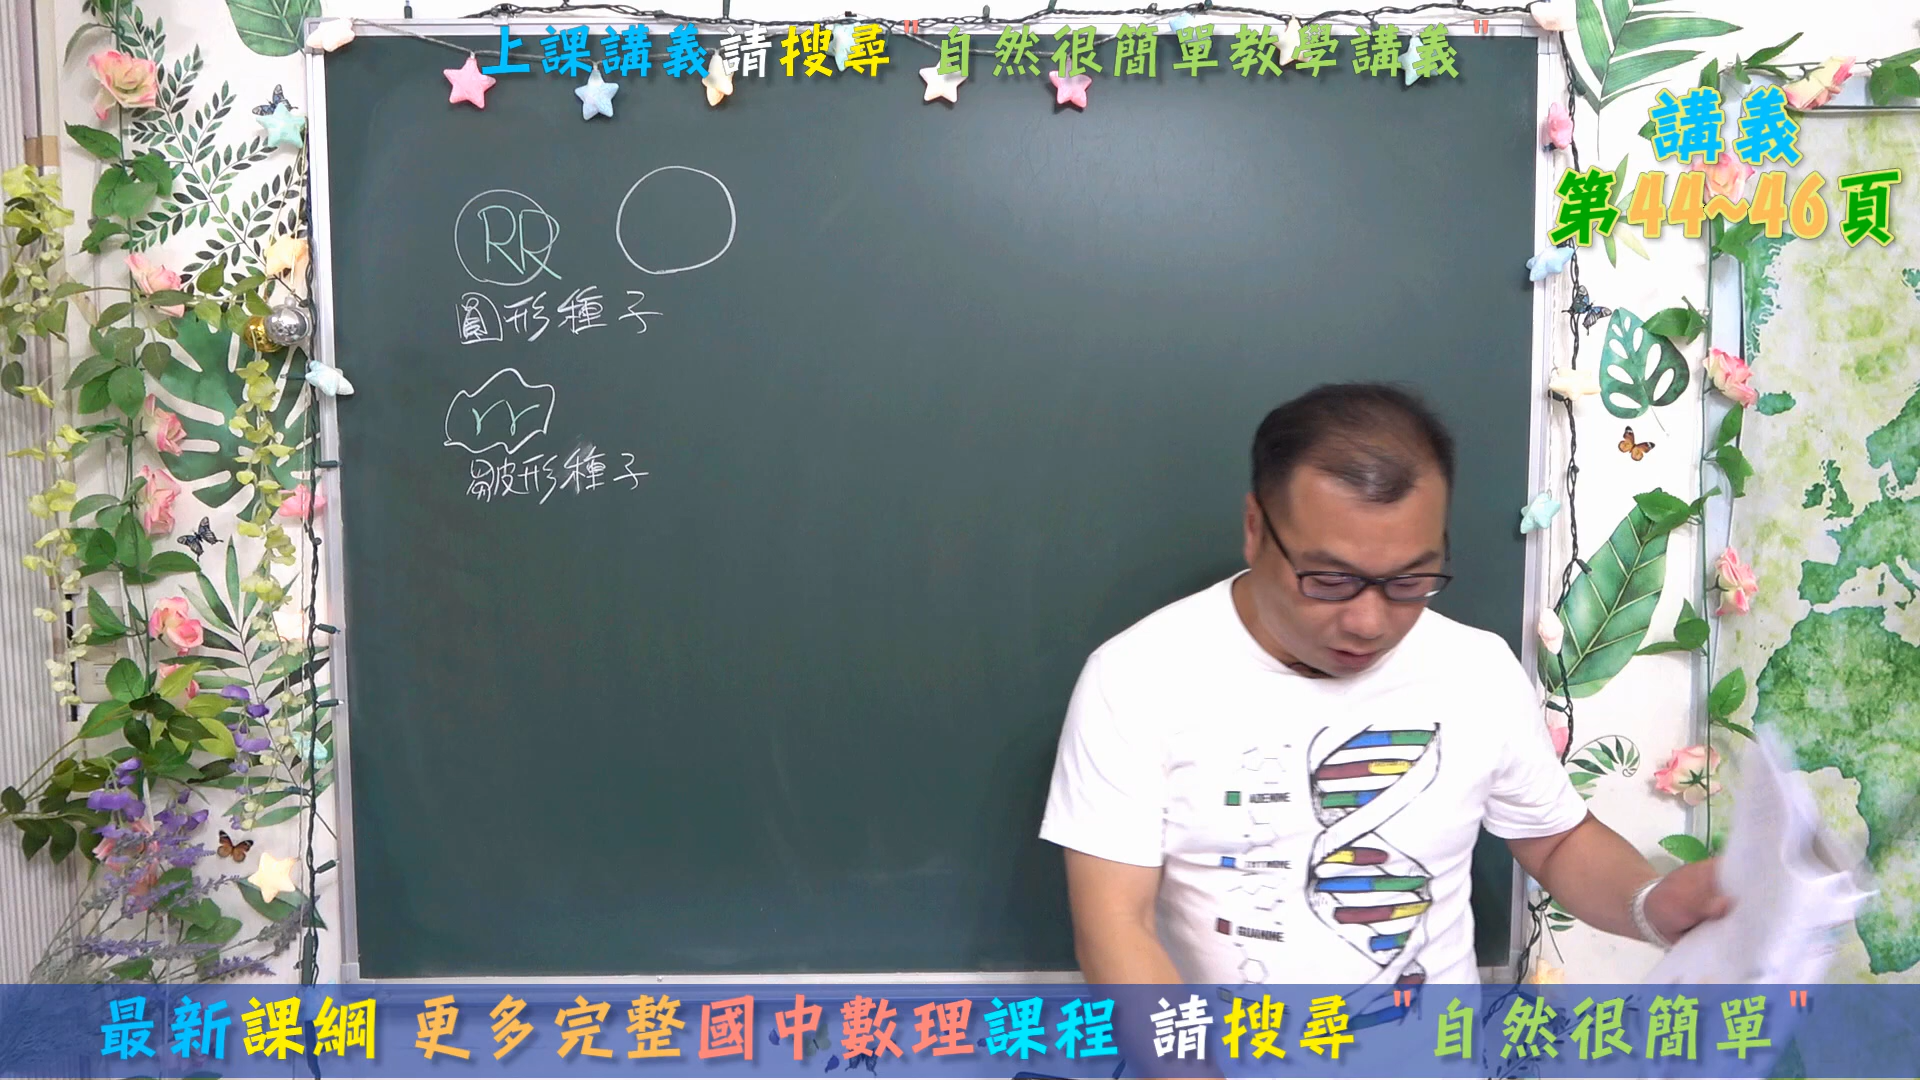 上課講義請搜尋"自然很簡單教學講義"
講義
第44~46頁
RR
圓形種子
rr
皺形種子
ADENINE
THYMINE
GUANINE
最新課綱 更多完整國中數理課程 請搜尋"自然很簡單"